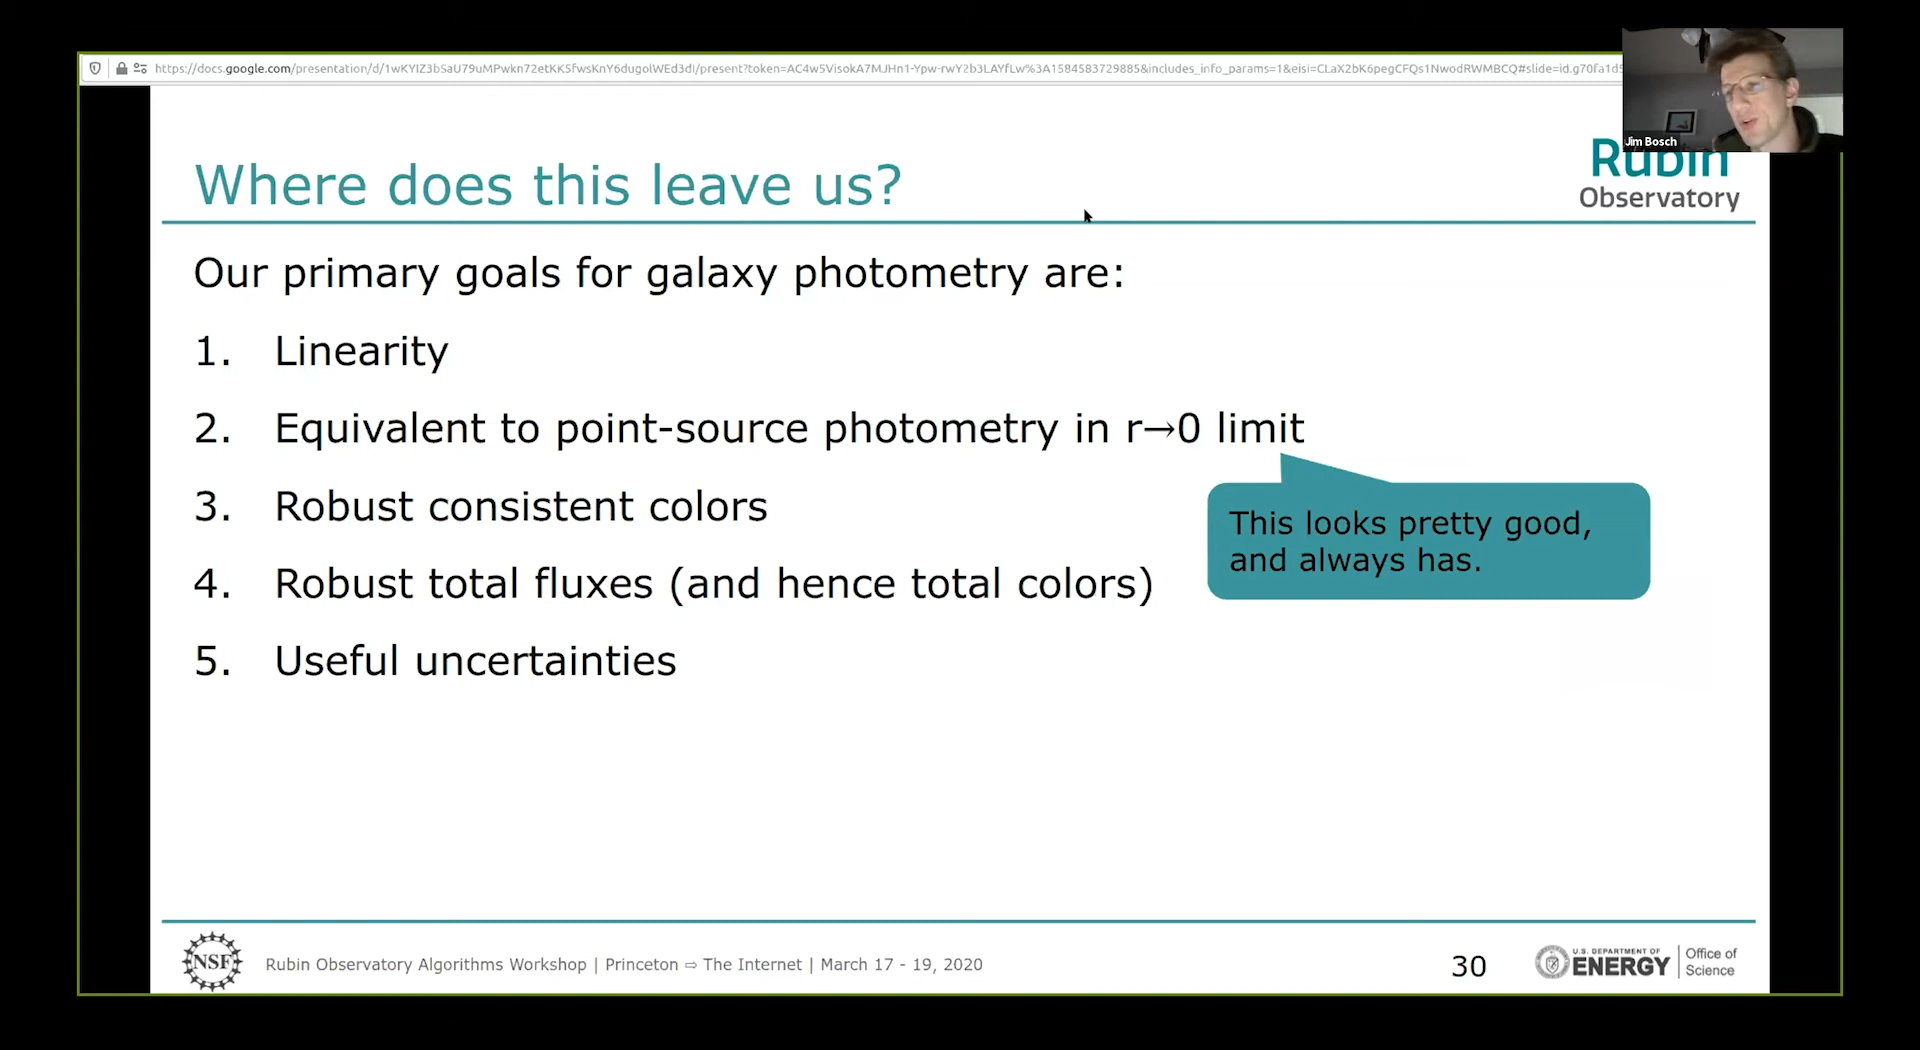 https://docs.google.com/presentation/d/1wKYIZ3bSaU79uMPwkn72etKK5fwsKnY6dugolWEd3dI/present?token=AC4w5VisokA7MJHn1-Ypw-rwY2b3LAYfLw%3A1584583729885&includes_info_params=1&eisi=CLaX2bK6pegCFQs1NwodRWMBCQ#slide=id.g70fa1d5
Jim Bosch
Rubin
Observatory
Where does this leave us?
Our primary goals for galaxy photometry are:
1. Linearity
2. Equivalent to point-source photometry in r→0 limit
3. Robust consistent colors
This looks pretty good,
and always has.
4. Robust total fluxes (and hence total colors)
5. Useful uncertainties
NSF
Rubin Observatory Algorithms Workshop | Princeton ⇨ The Internet | March 17 - 19, 2020
30
U.S. DEPARTMENT OF
ENERGY
Office of
Science